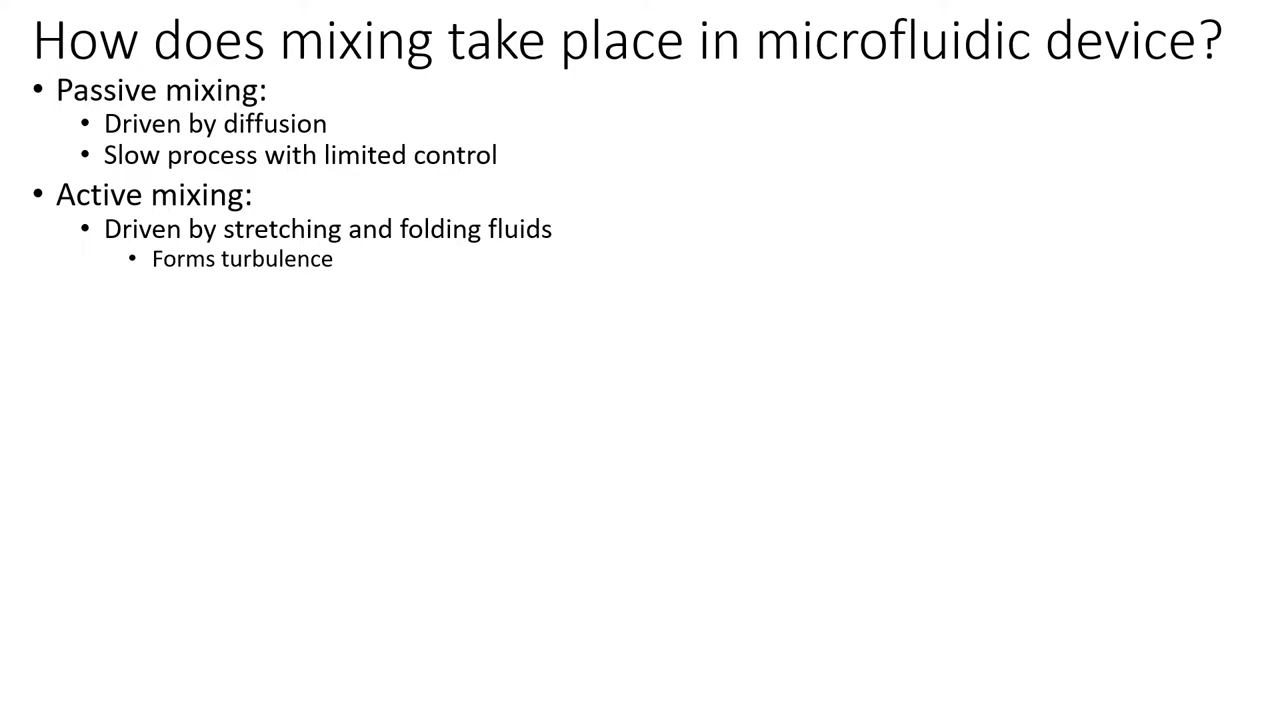 How does mixing take place in microfluidic device?
• Passive mixing:
• Driven by diffusion
• Slow process with limited control
• Active mixing:
• Driven by stretching and folding fluids
• Forms turbulence